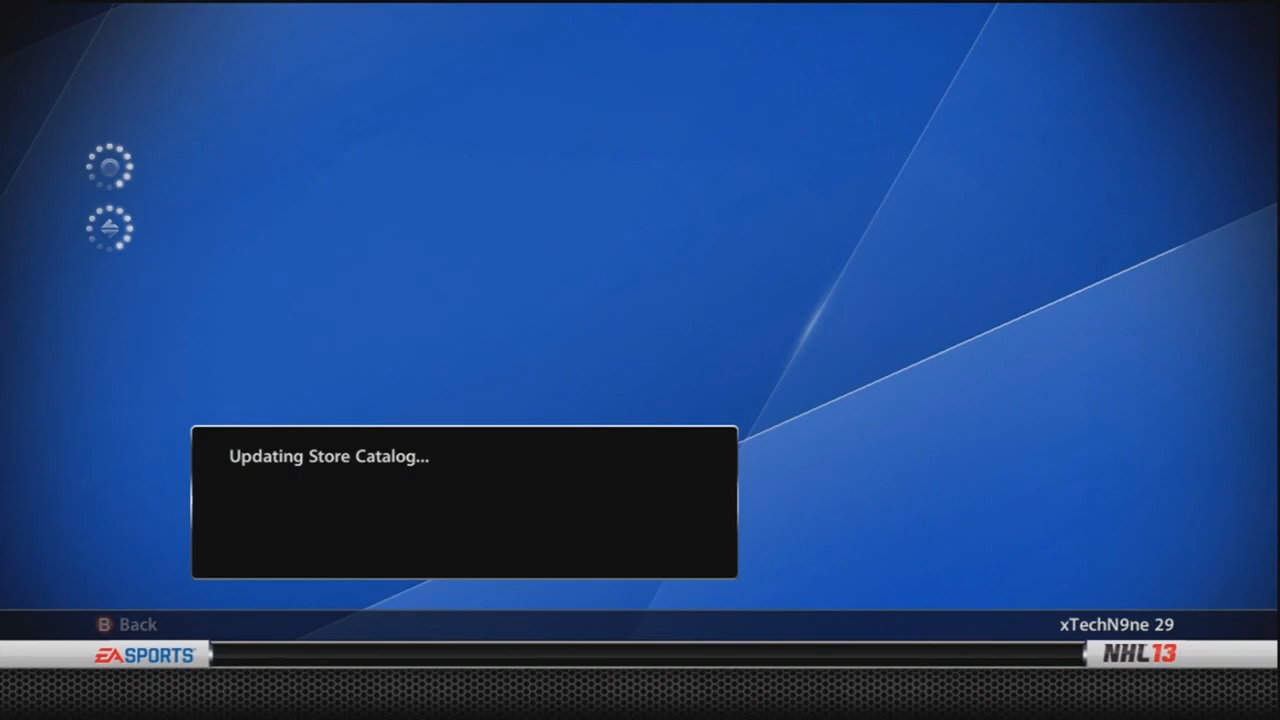 Updating Store Catalog...
B Back
xTechN9ne 29
EA SPORTS
NHL13